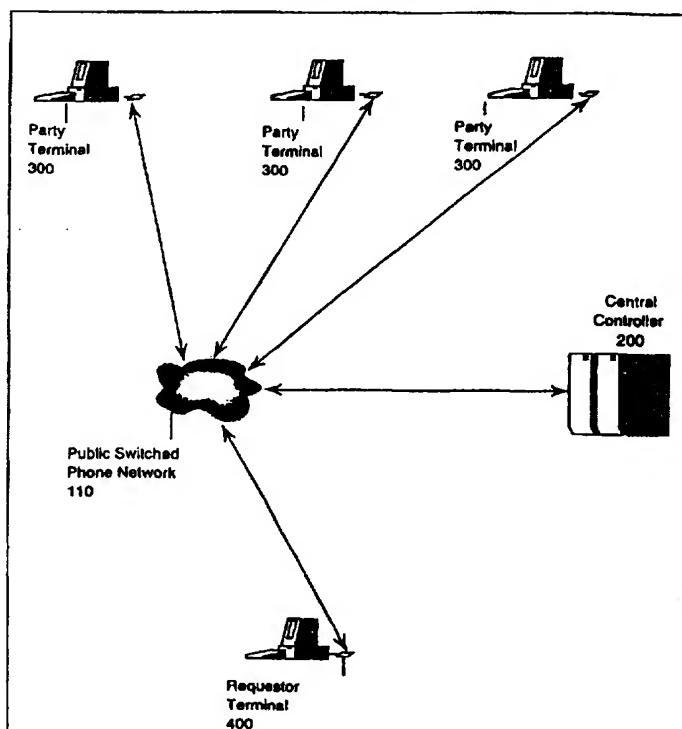 Party
Terminal
300
Party
Terminal
300
Party
Terminal
300
Central
Controller
200
Public Switched
Phone Network
110
Requestor
Terminal
400